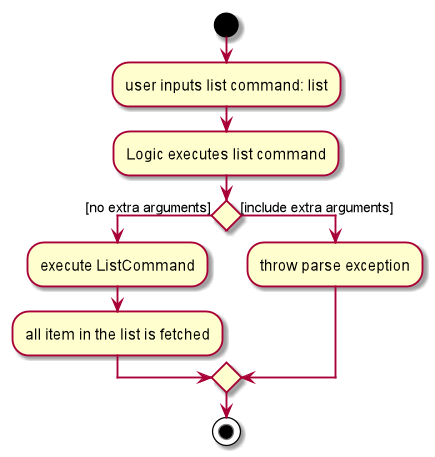 user inputs list command: list
Logic executes list command
[no extra arguments]
[include extra arguments]
execute ListCommand
throw parse exception
all item in the list is fetched